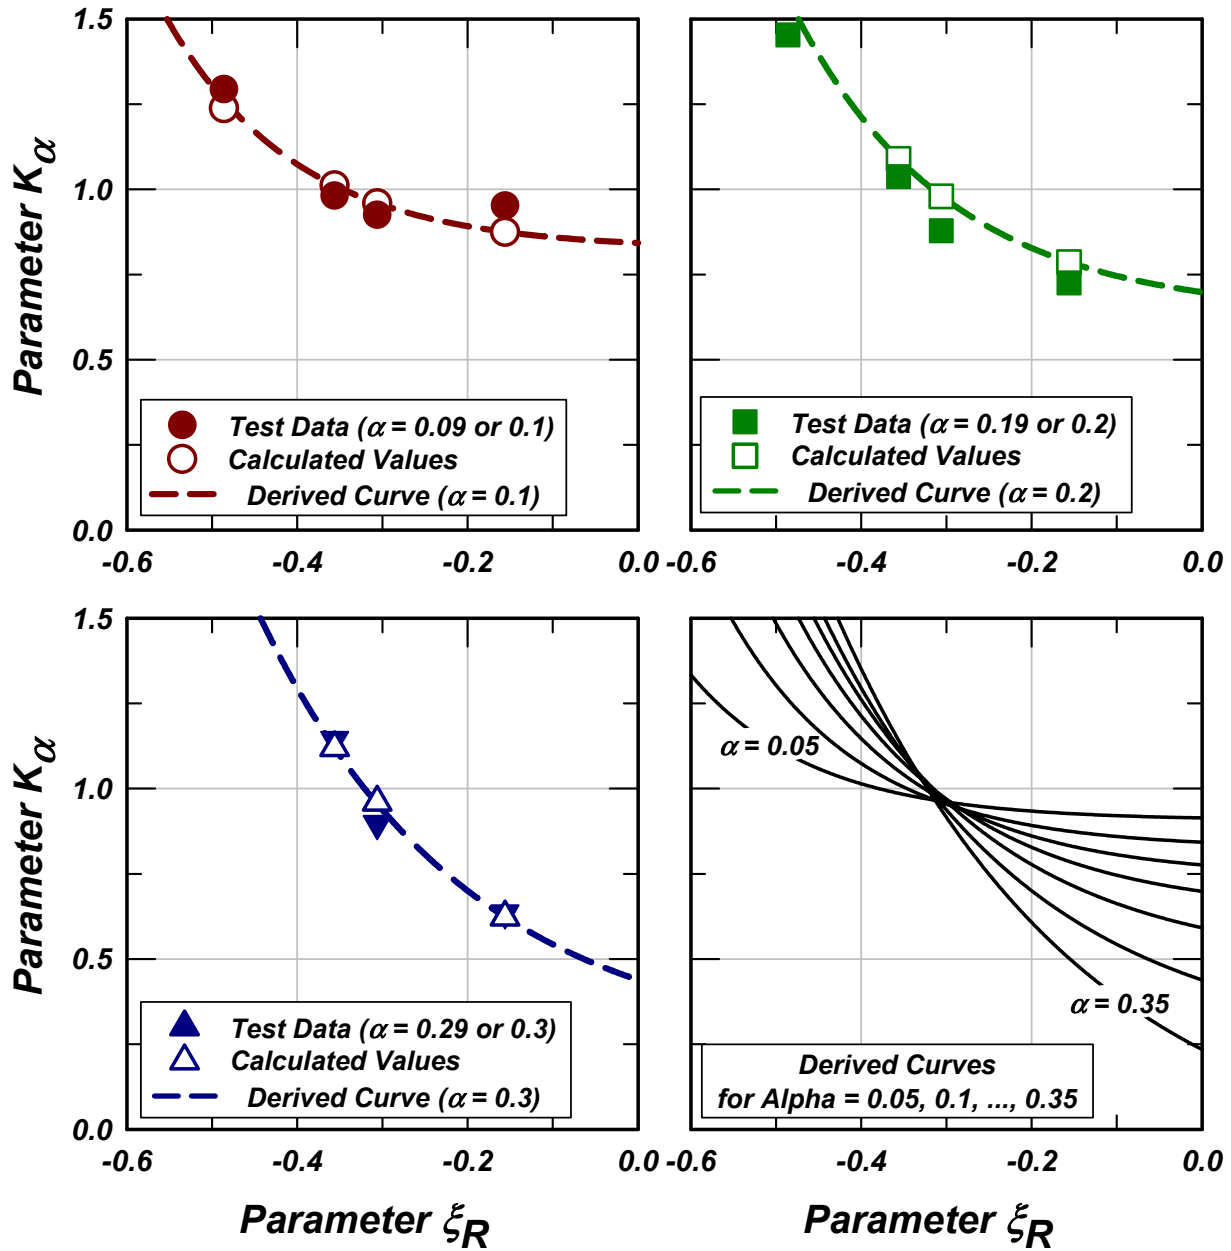 1.5
1.0
0.5
0.0
Parameter Kα
Test Data (α = 0.09 or 0.1)
Calculated Values
Derived Curve (α = 0.1)
-0.6
-0.4
-0.2
0.0
Test Data (α = 0.19 or 0.2)
Calculated Values
Derived Curve (α = 0.2)
-0.6
-0.4
-0.2
0.0
1.5
1.0
0.5
0.0
Parameter Kα
Test Data (α = 0.29 or 0.3)
Calculated Values
Derived Curve (α = 0.3)
-0.6
-0.4
-0.2
0.0
Parameter ξR
α = 0.05
α = 0.35
Derived Curves
for Alpha = 0.05, 0.1, ..., 0.35
-0.6
-0.4
-0.2
0.0
Parameter ξR